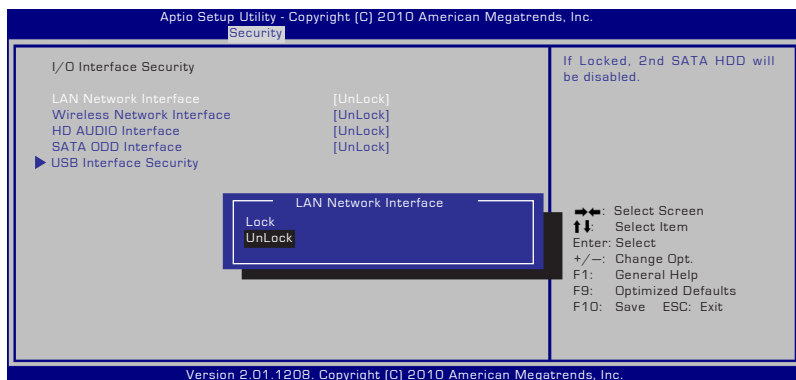 Aptio Setup Utility - Copyright (C) 2010 American Megatrends, Inc.
Security
I/O Interface Security
LAN Network Interface [UnLock]
Wireless Network Interface [UnLock]
HD AUDIO Interface [UnLock]
SATA ODD Interface [UnLock]
USB Interface Security
If Locked, 2nd SATA HDD will
be disabled.
LAN Network Interface
Lock
UnLock
→←: Select Screen
↑↓: Select Item
Enter: Select
+/—: Change Opt.
F1: General Help
F9: Optimized Defaults
F10: Save ESC: Exit
Version 2.01.1208. Copyright (C) 2010 American Megatrends, Inc.